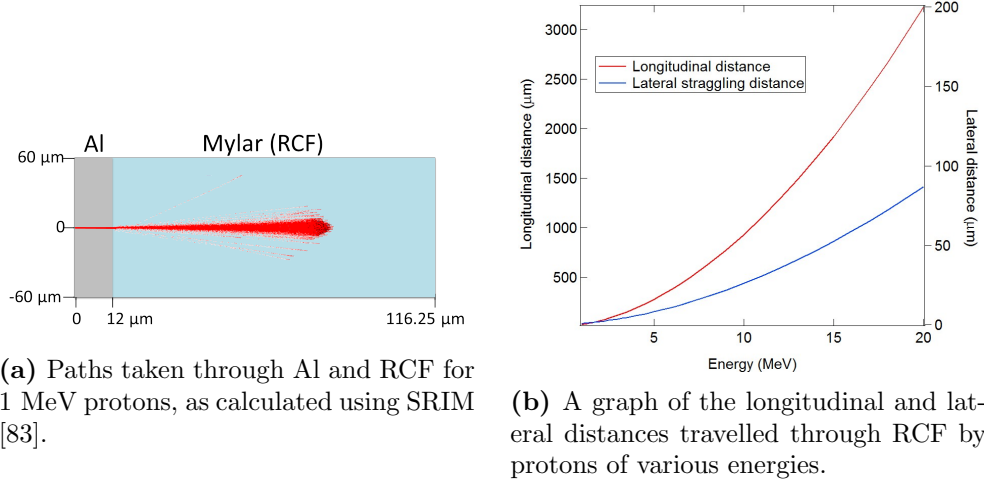 Al
Mylar (RCF)
60 µm
0
-60 µm
0
12 µm
116.25 µm
(a) Paths taken through Al and RCF for
1 MeV protons, as calculated using SRIM
[83].
3000
2500
2000
1500
1000
500
Longitudinal distance (µm)
Longitudinal distance
Lateral straggling distance
200
150
100
50
0
Lateral distance (µm)
5
10
15
20
Energy (MeV)
(b) A graph of the longitudinal and lat-
eral distances travelled through RCF by
protons of various energies.